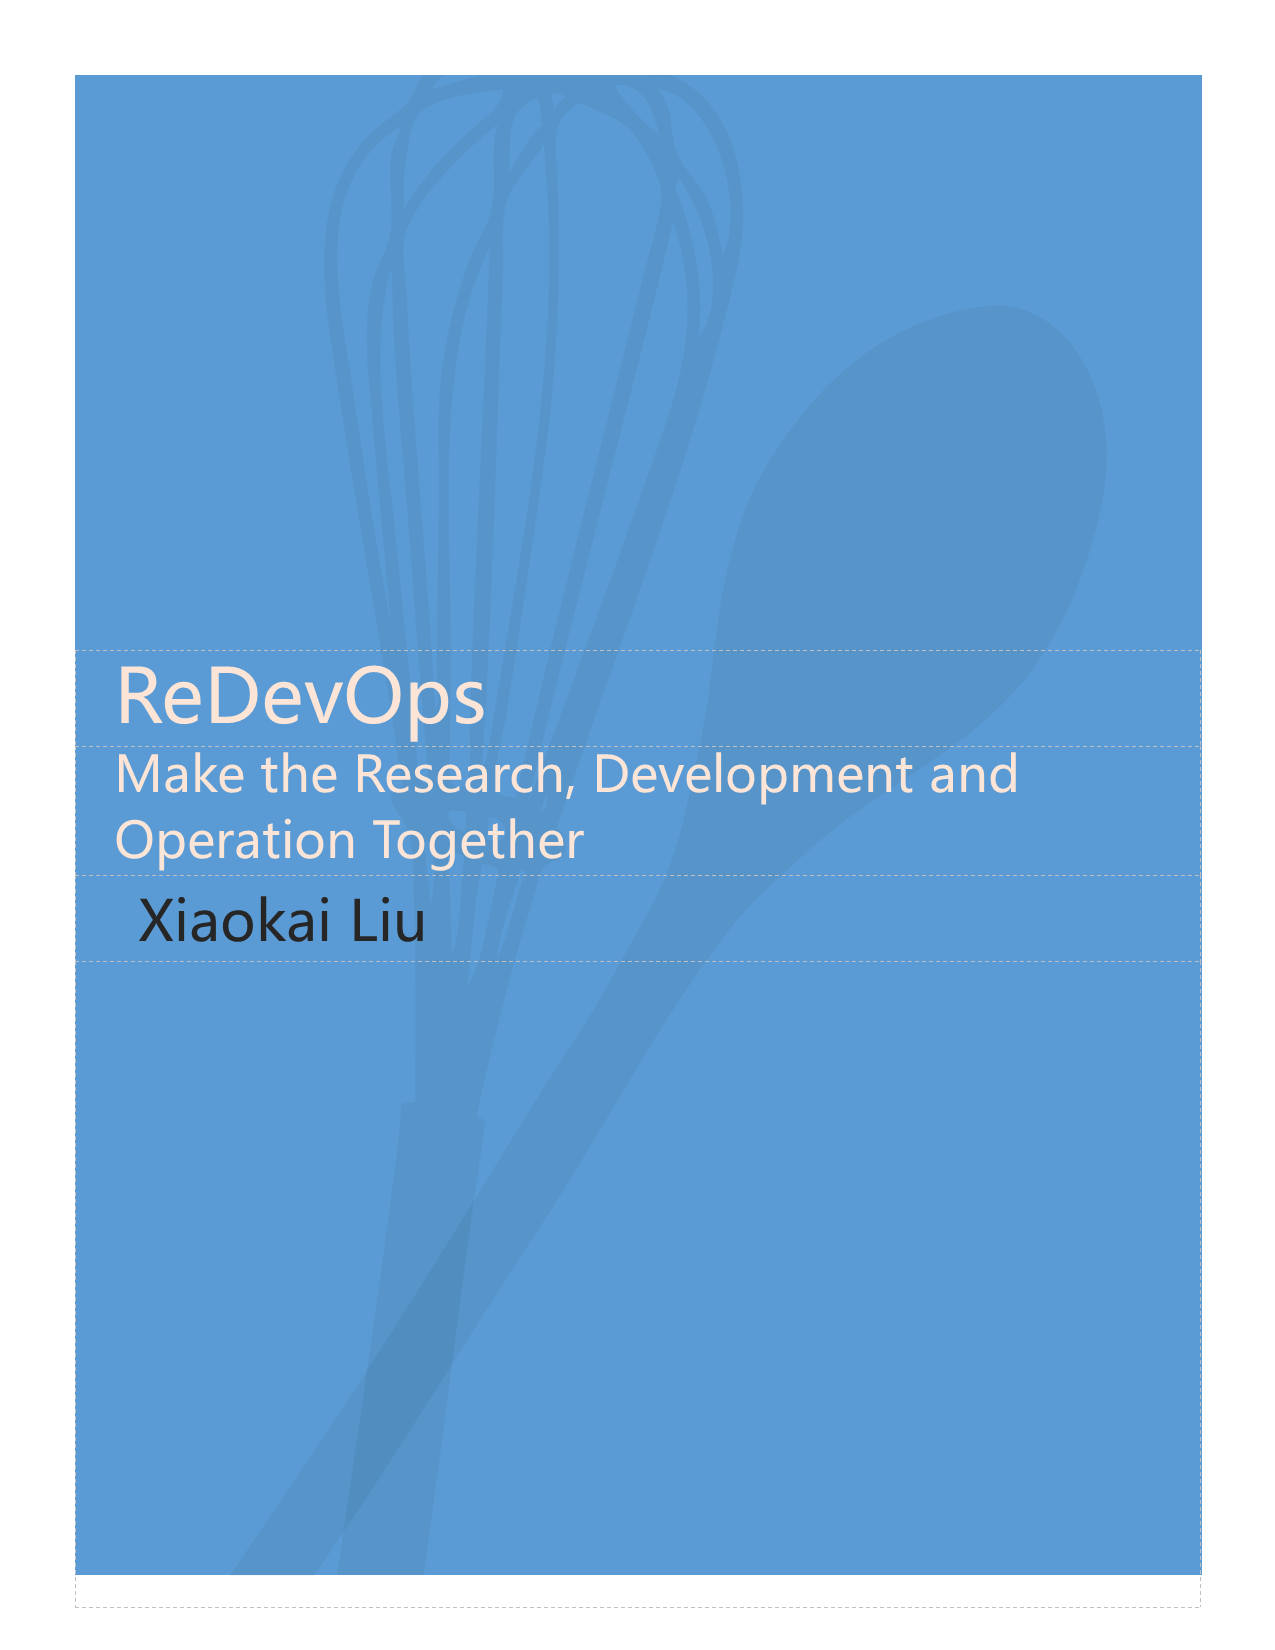 ReDevOps
Make the Research, Development and
Operation Together
Xiaokai Liu